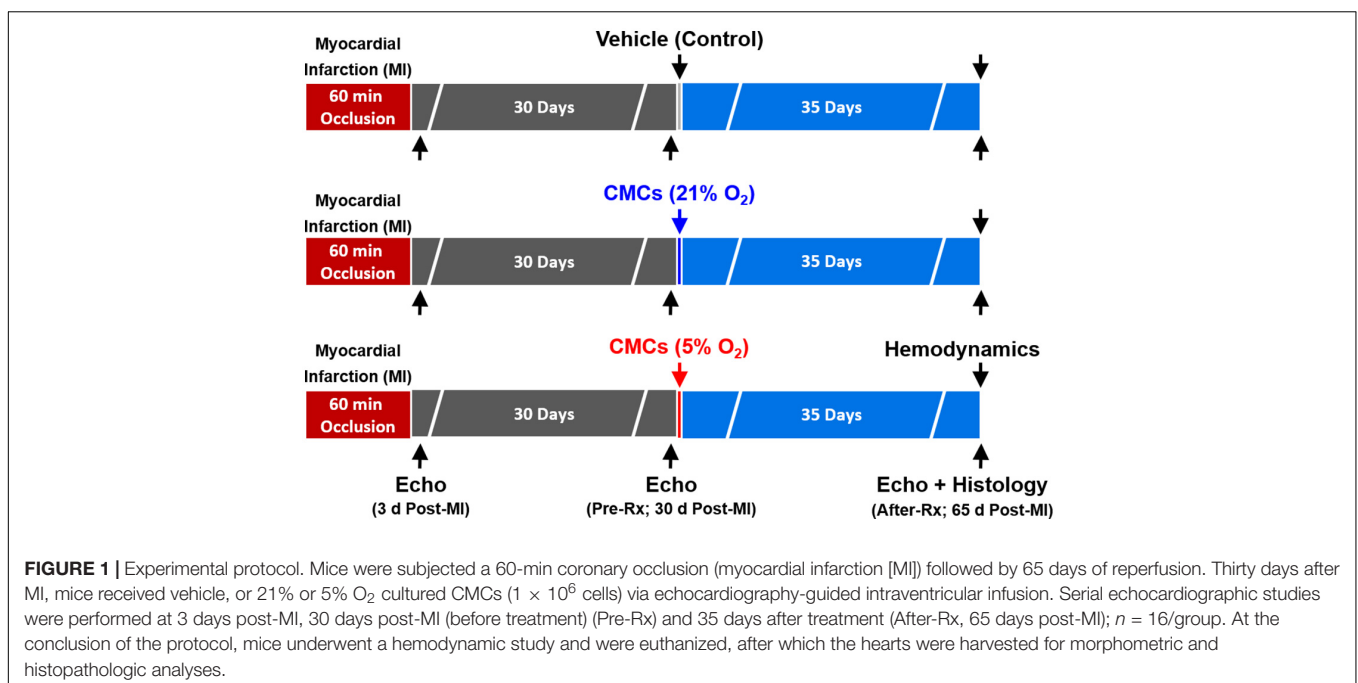 Vehicle (Control)
Myocardial
Infarction (MI)
60 min
Occlusion
30 Days
35 Days
CMCs (21% O₂)
Myocardial
Infarction (MI)
60 min
Occlusion
30 Days
35 Days
CMCs (5% O₂)
Hemodynamics
Myocardial
Infarction (MI)
60 min
Occlusion
30 Days
35 Days
Echo
(3 d Post-MI)
Echo
(Pre-Rx; 30 d Post-MI)
Echo + Histology
(After-Rx; 65 d Post-MI)
FIGURE 1 | Experimental protocol. Mice were subjected a 60-min coronary occlusion (myocardial infarction [MI]) followed by 65 days of reperfusion. Thirty days after
MI, mice received vehicle, or 21% or 5% O₂ cultured CMCs (1 × 10⁶ cells) via echocardiography-guided intraventricular infusion. Serial echocardiographic studies
were performed at 3 days post-MI, 30 days post-MI (before treatment) (Pre-Rx) and 35 days after treatment (After-Rx, 65 days post-MI); n = 16/group. At the
conclusion of the protocol, mice underwent a hemodynamic study and were euthanized, after which the hearts were harvested for morphometric and
histopathologic analyses.